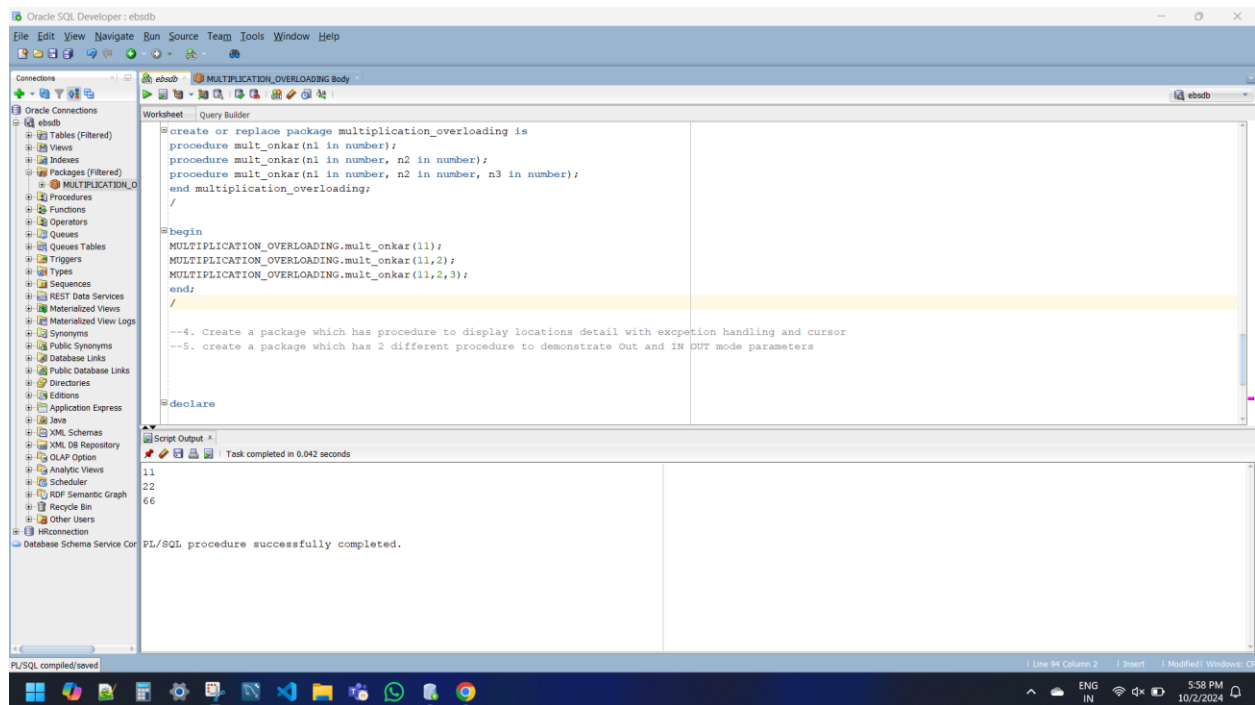 Oracle SQL Developer : ebsdb
File Edit View Navigate Run Source Team Tools Window Help
Connections
ebsdb
MULTIPLICATION_OVERLOADING Body
ebsdb
Oracle Connections
ebsdb
Tables (Filtered)
Views
Indexes
Packages (Filtered)
MULTIPLICATION_O
Procedures
Functions
Operators
Queues
Queues Tables
Triggers
Types
Sequences
REST Data Services
Materialized Views
Materialized View Logs
Synonyms
Public Synonyms
Database Links
Public Database Links
Directories
Editions
Application Express
Java
XML Schemas
XML DB Repository
OLAP Option
Analytic Views
Scheduler
RDF Semantic Graph
Recycle Bin
Other Users
HRconnection
Database Schema Service Cor
Worksheet Query Builder
create or replace package multiplication_overloading is
procedure mult_onkar(n1 in number);
procedure mult_onkar(n1 in number, n2 in number);
procedure mult_onkar(n1 in number, n2 in number, n3 in number);
end multiplication_overloading;
/
begin
MULTIPLICATION_OVERLOADING.mult_onkar(11);
MULTIPLICATION_OVERLOADING.mult_onkar(11,2);
MULTIPLICATION_OVERLOADING.mult_onkar(11,2,3);
end;
/
--4. Create a package which has procedure to display locations detail with excpetion handling and cursor
--5. create a package which has 2 different procedure to demonstrate Out and IN OUT mode parameters
declare
Script Output
Task completed in 0.042 seconds
11
22
66
PL/SQL procedure successfully completed.
PL/SQL compiled/saved
Line 94 Column 2 | Insert | Modified | Windows: CR
ENG
IN
5:58 PM
10/2/2024